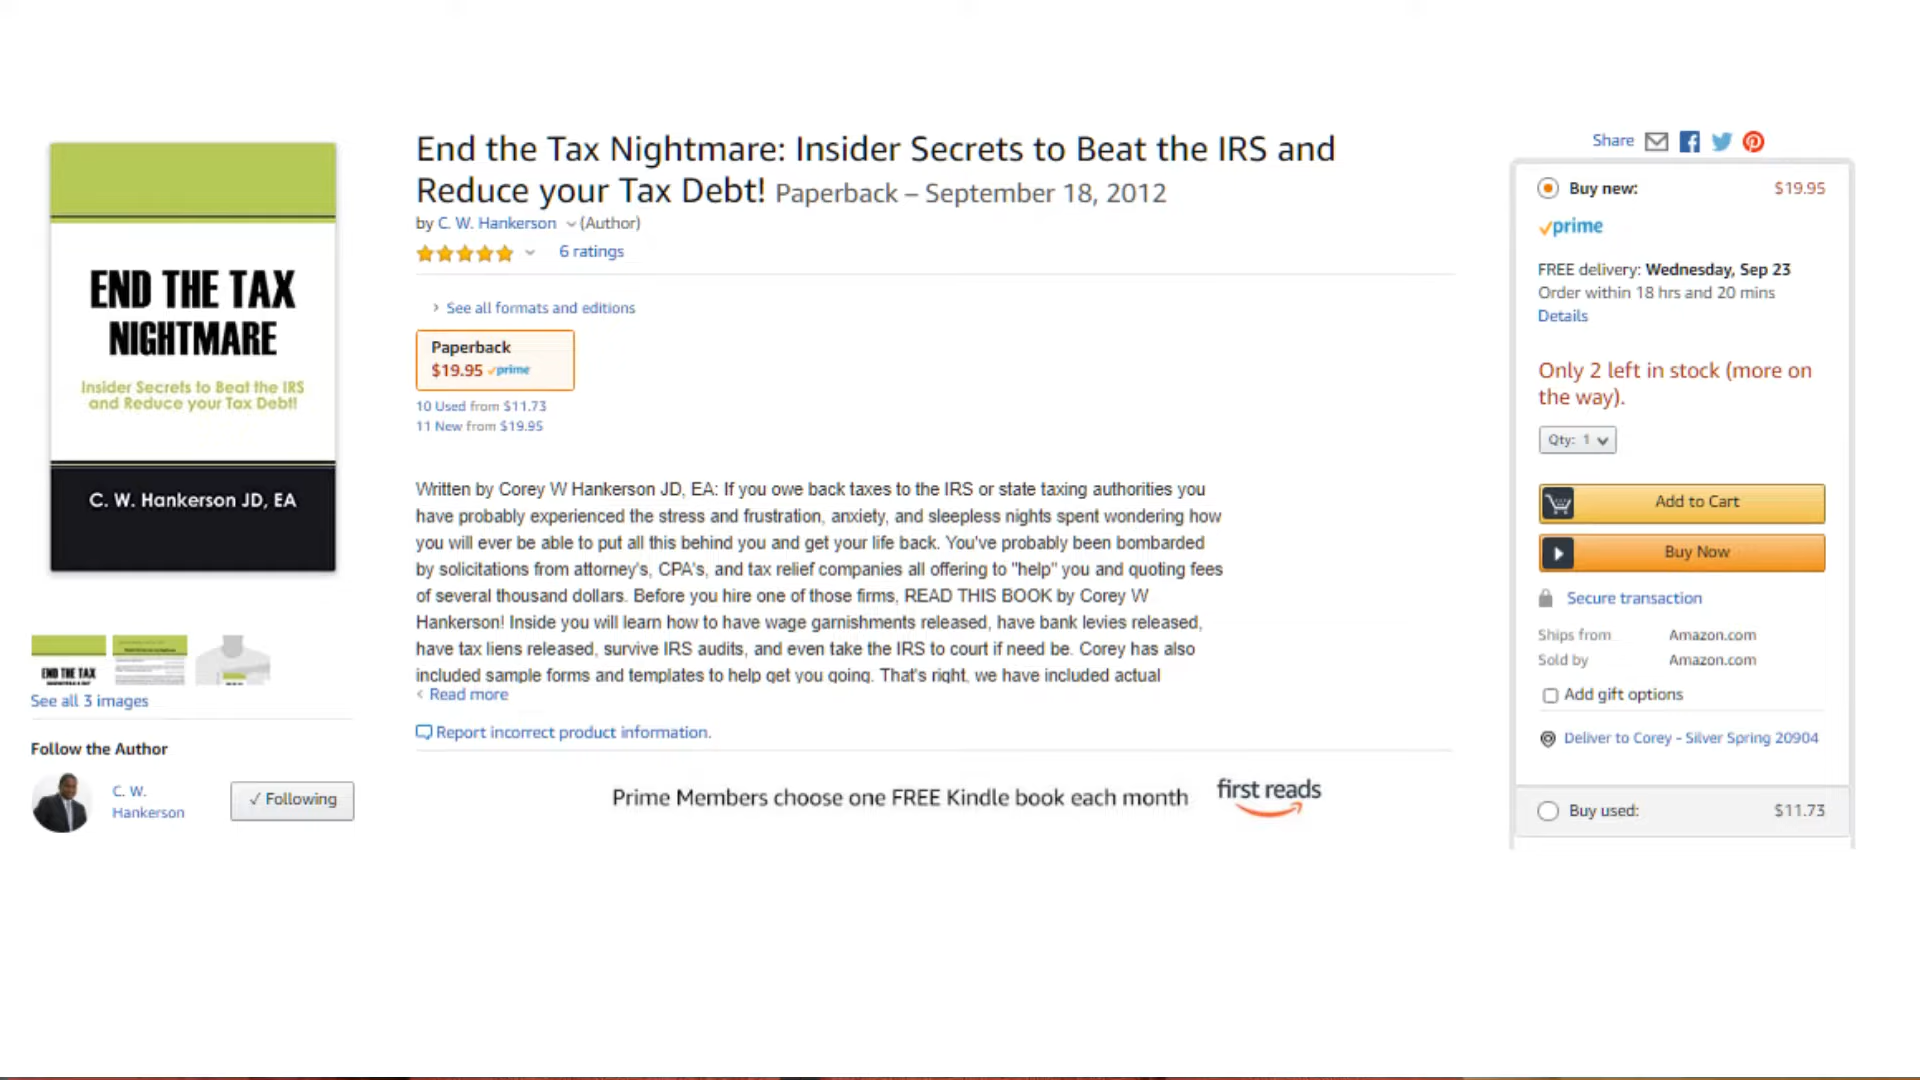 END THE TAX
NIGHTMARE
Insider Secrets to Beat the IRS
and Reduce your Tax Debt!
C. W. Hankerson JD, EA
END THE TAX
See all 3 images
Follow the Author
C. W.
Hankerson
✓ Following
End the Tax Nightmare: Insider Secrets to Beat the IRS and
Reduce your Tax Debt! Paperback – September 18, 2012
by C. W. Hankerson (Author)
6 ratings
› See all formats and editions
Paperback
$19.95 prime
10 Used from $11.73
11 New from $19.95
Written by Corey W Hankerson JD, EA: If you owe back taxes to the IRS or state taxing authorities you
have probably experienced the stress and frustration, anxiety, and sleepless nights spent wondering how
you will ever be able to put all this behind you and get your life back. You've probably been bombarded
by solicitations from attorney's, CPA's, and tax relief companies all offering to "help" you and quoting fees
of several thousand dollars. Before you hire one of those firms, READ THIS BOOK by Corey W
Hankerson! Inside you will learn how to have wage garnishments released, have bank levies released,
have tax liens released, survive IRS audits, and even take the IRS to court if need be. Corey has also
included sample forms and templates to help get you going. That's right, we have included actual
‹ Read more
Report incorrect product information.
Prime Members choose one FREE Kindle book each month
first reads
Share
Buy new: $19.95
prime
FREE delivery: Wednesday, Sep 23
Order within 18 hrs and 20 mins
Details
Only 2 left in stock (more on
the way).
Qty: 1
Add to Cart
Buy Now
Secure transaction
Ships from Amazon.com
Sold by Amazon.com
Add gift options
Deliver to Corey - Silver Spring 20904
Buy used: $11.73